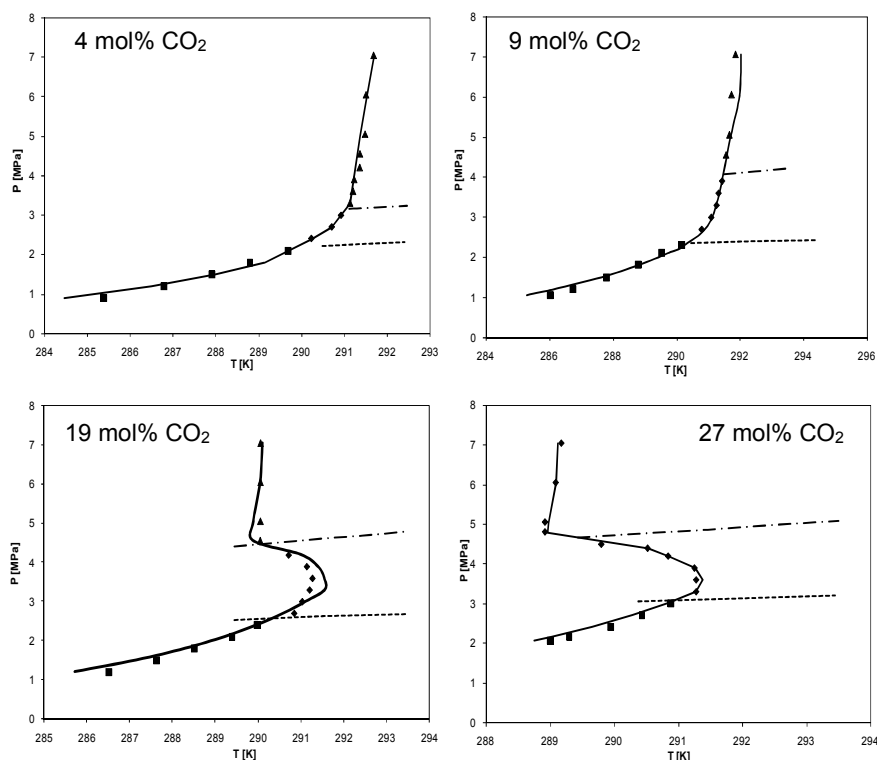 4 mol% CO₂
8
7
6
5
4
3
2
1
0
P [MPa]
284 285 286 287 288 289 290 291 292 293
T [K]
9 mol% CO₂
8
7
6
5
4
3
2
1
0
P [MPa]
284 286 288 290 292 294 296
T [K]
19 mol% CO₂
8
7
6
5
4
3
2
1
0
P [MPa]
285 286 287 288 289 290 291 292 293 294
T [K]
27 mol% CO₂
8
7
6
5
4
3
2
1
0
P [MPa]
288 289 290 291 292 293 294
T [K]